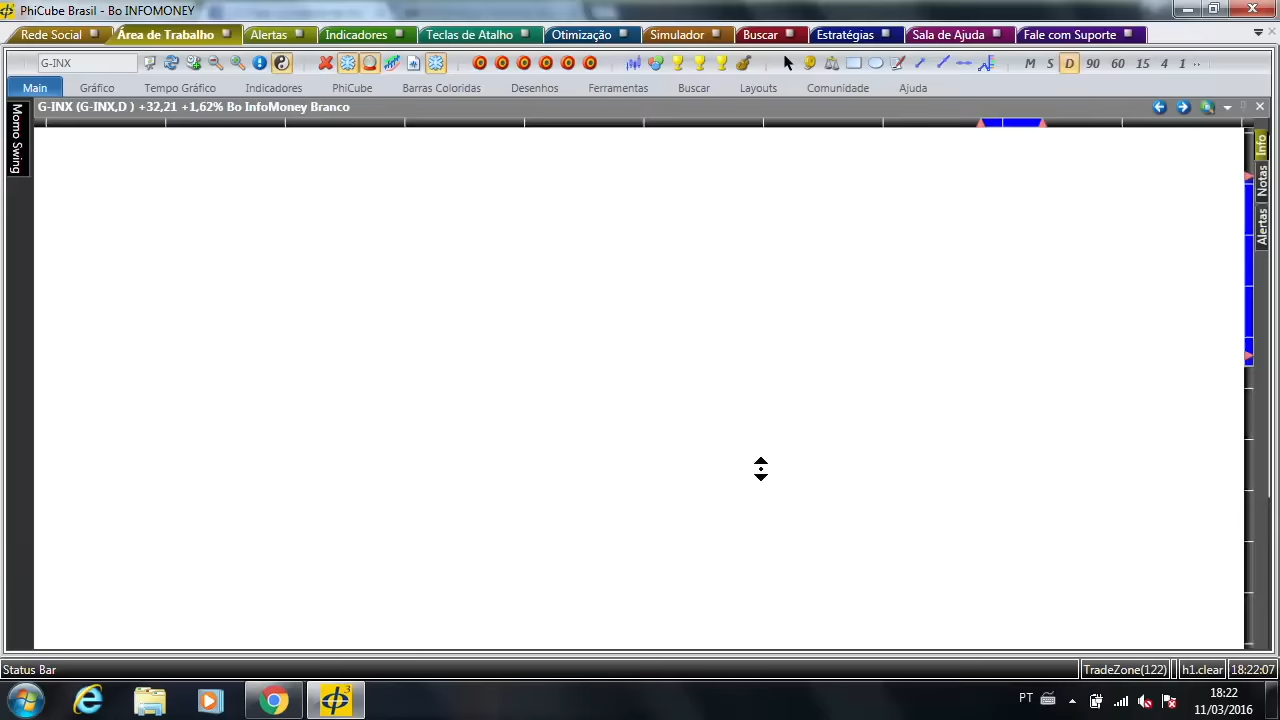 PhiCube Brasil - Bo INFOMONEY
Rede Social Área de Trabalho Alertas Indicadores Teclas de Atalho Otimização Simulador Buscar Estratégias Sala de Ajuda Fale com Suporte
G-INX M S D 90 60 15 4 1
Main Gráfico Tempo Gráfico Indicadores PhiCube Barras Coloridas Desenhos Ferramentas Buscar Layouts Comunidade Ajuda
G-INX (G-INX,D ) +32,21 +1,62% Bo InfoMoney Branco
Momo Swing
Info
Notas
Alertas
Status Bar TradeZone(122) h1.clear 18:22:07
PT 18:22
11/03/2016